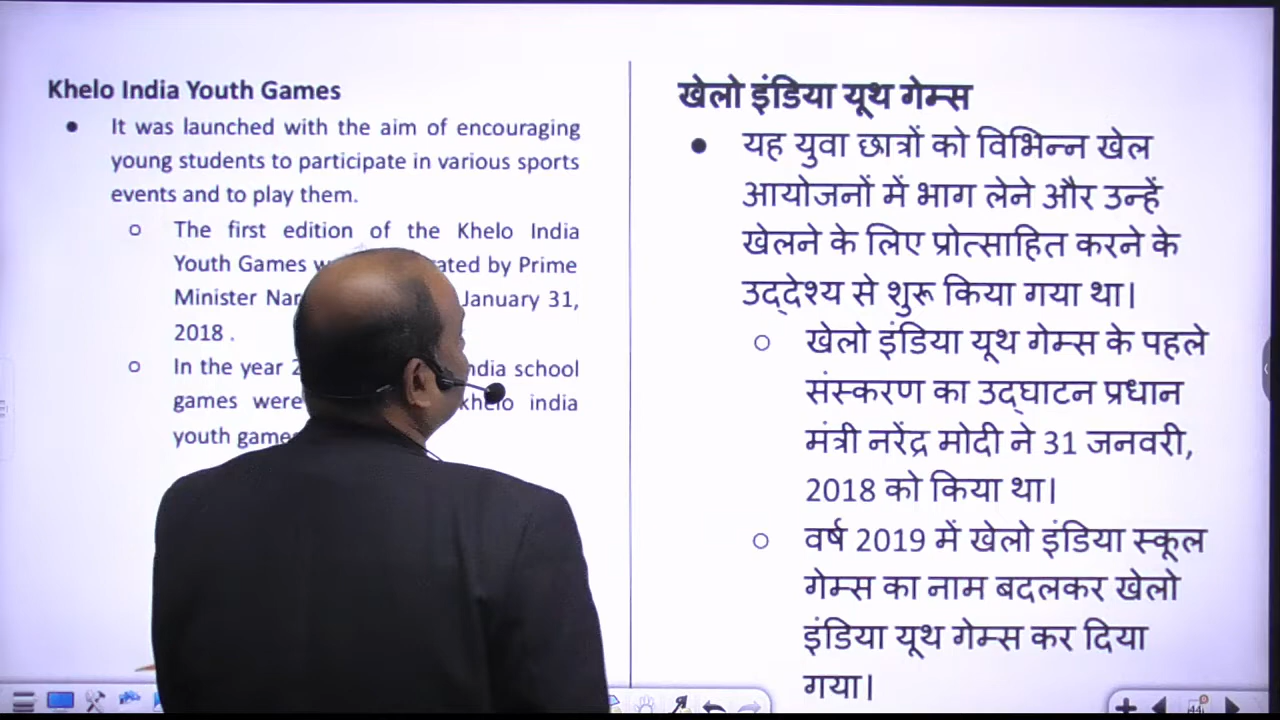 Khelo India Youth Games
● It was launched with the aim of encouraging
young students to participate in various sports
events and to play them.
o The first edition of the Khelo India
Youth Games by Prime
Minister January 31,
2018 .
o In the year school
games were khelo india
youth
खेलो इंडिया यूथ गेम्स
● यह युवा छात्रों को विभिन्न खेल
आयोजनों में भाग लेने और उन्हें
खेलने के लिए प्रोत्साहित करने के
उद्देश्य से शुरू किया गया था।
o खेलो इंडिया यूथ गेम्स के पहले
संस्करण का उद्घाटन प्रधान
मंत्री नरेंद्र मोदी ने 31 जनवरी,
2018 को किया था।
o वर्ष 2019 में खेलो इंडिया स्कूल
गेम्स का नाम बदलकर खेलो
इंडिया यूथ गेम्स कर दिया
गया।